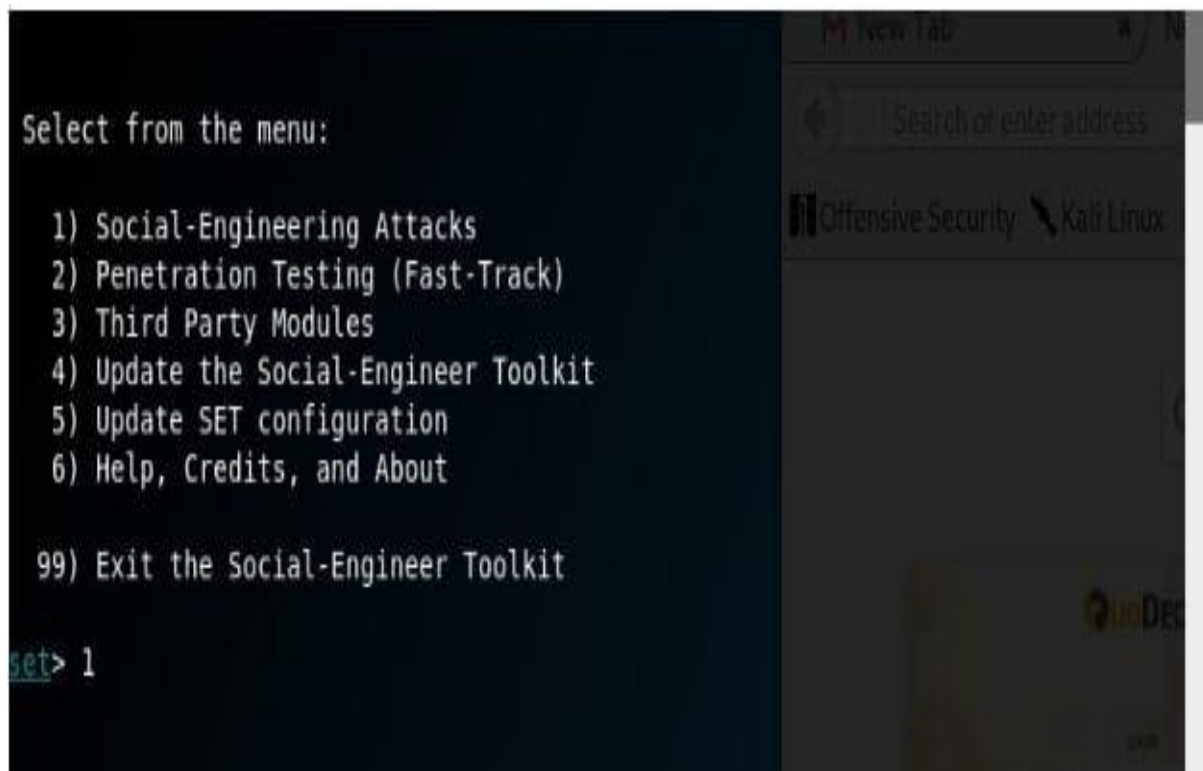 New Tab
Search or enter address
Offensive Security Kali Linux
Select from the menu:
1) Social-Engineering Attacks
2) Penetration Testing (Fast-Track)
3) Third Party Modules
4) Update the Social-Engineer Toolkit
5) Update SET configuration
6) Help, Credits, and About
99) Exit the Social-Engineer Toolkit
set> 1